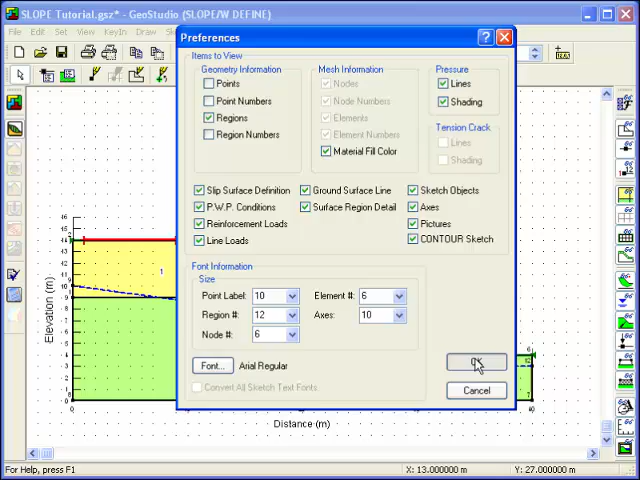 SLOPE Tutorial.gsz* - GeoStudio (SLOPE/W DEFINE)
File Edit Set View KeyIn Draw
Preferences
Items to View
Geometry Information
Points
Point Numbers
Regions
Region Numbers
Mesh Information
Nodes
Node Numbers
Elements
Element Numbers
Material Fill Color
Pressure
Lines
Shading
Tension Crack
Lines
Shading
Slip Surface Definition
Ground Surface Line
Sketch Objects
P.W.P. Conditions
Surface Region Detail
Axes
Reinforcement Loads
Pictures
Line Loads
CONTOUR Sketch
Font Information
Size
Point Label: 10
Element #: 6
Region #: 12
Axes: 10
Node #: 6
Font...
Arial Regular
Convert All Sketch Text Fonts
OK
Cancel
Elevation (m)
1
Distance (m)
For Help, press F1
X: 13.000000 m
Y: 27.000000 m